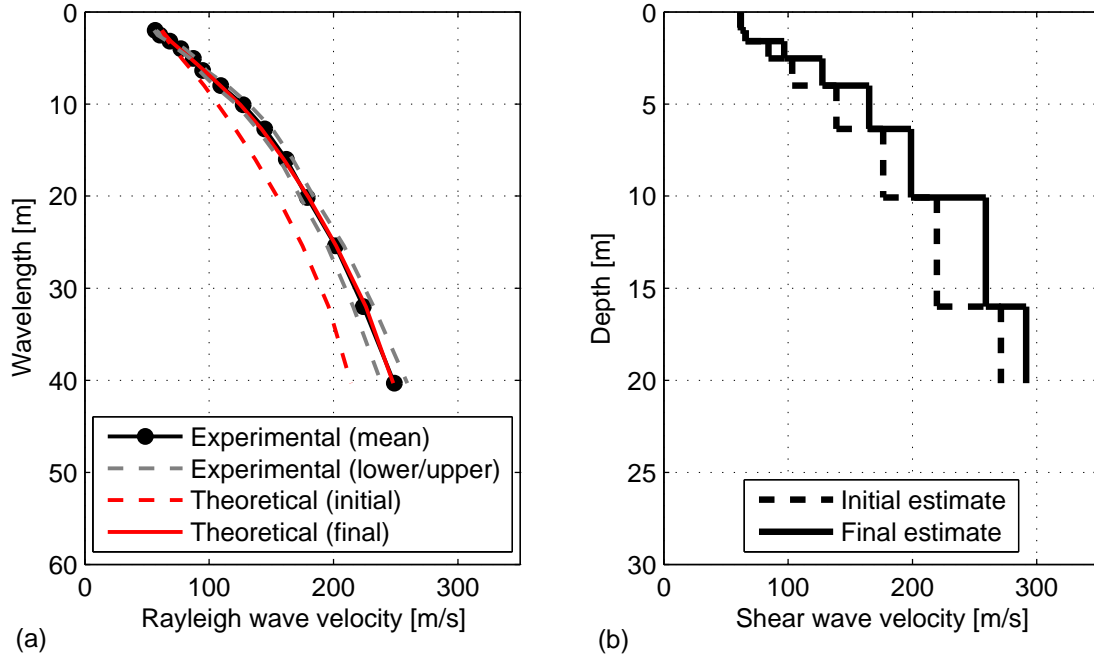 0
10
20
30
40
50
60
Wavelength [m]
Experimental (mean)
Experimental (lower/upper)
Theoretical (initial)
Theoretical (final)
0
100
200
300
Rayleigh wave velocity [m/s]
(a)
0
5
10
15
20
25
30
Depth [m]
Initial estimate
Final estimate
0
100
200
300
Shear wave velocity [m/s]
(b)